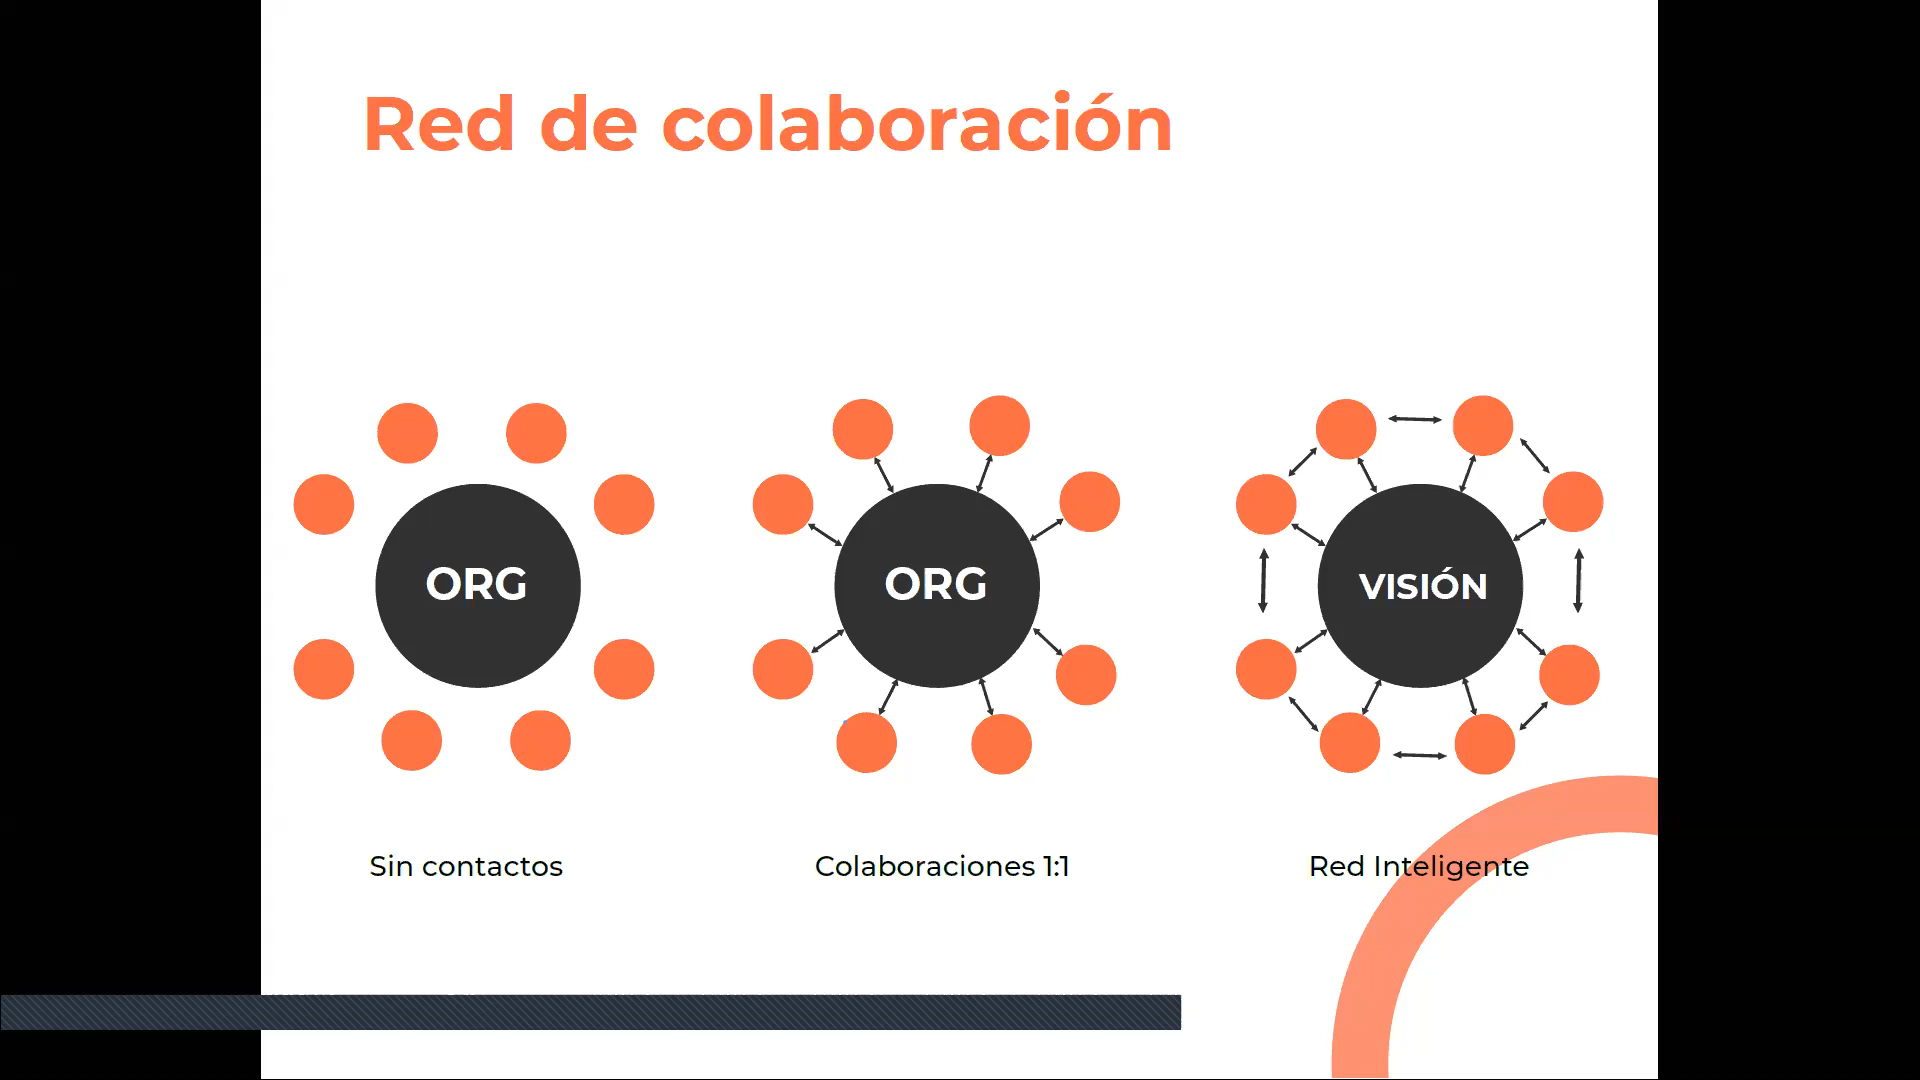 Red de colaboración
ORG
ORG
VISIÓN
Sin contactos
Colaboraciones 1:1
Red Inteligente